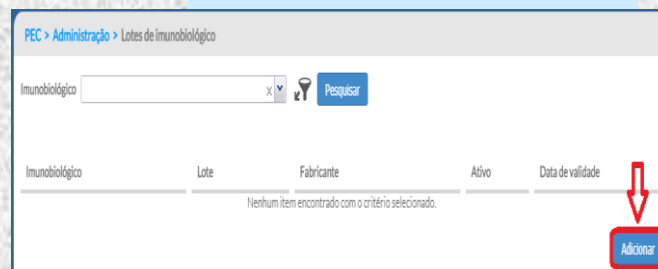 PEC > Administração > Lotes de imunobiológico
Imunobiológico x Pesquisar
Imunobiológico Lote Fabricante Ativo Data de validade
Nenhum item encontrado com o critério selecionado.
Adicionar